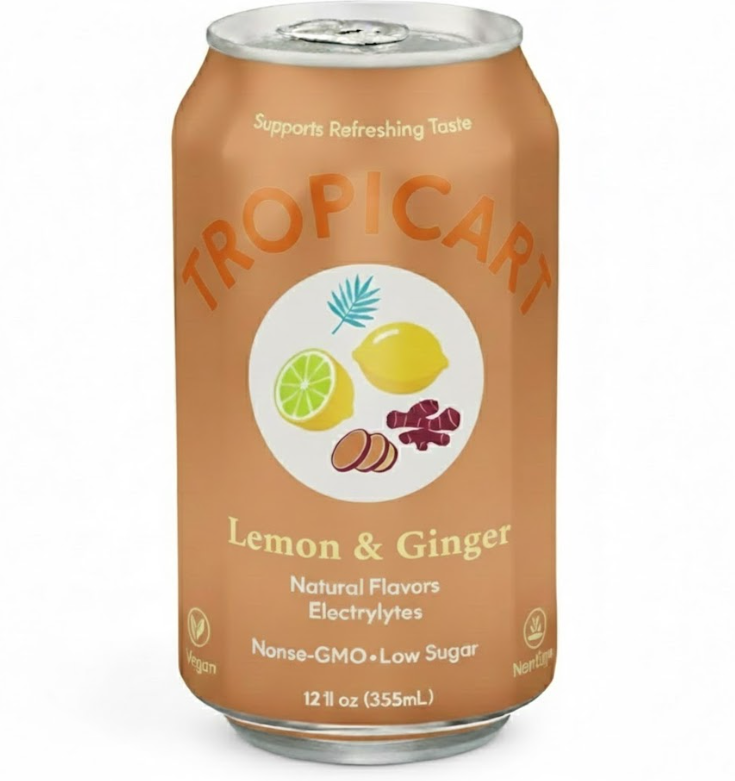 Supports Refreshing Taste
TROPICART
Lemon & Ginger
Natural Flavors
Electrylytes
Nonse-GMO•Low Sugar
Vegan
12 fl oz (355mL)